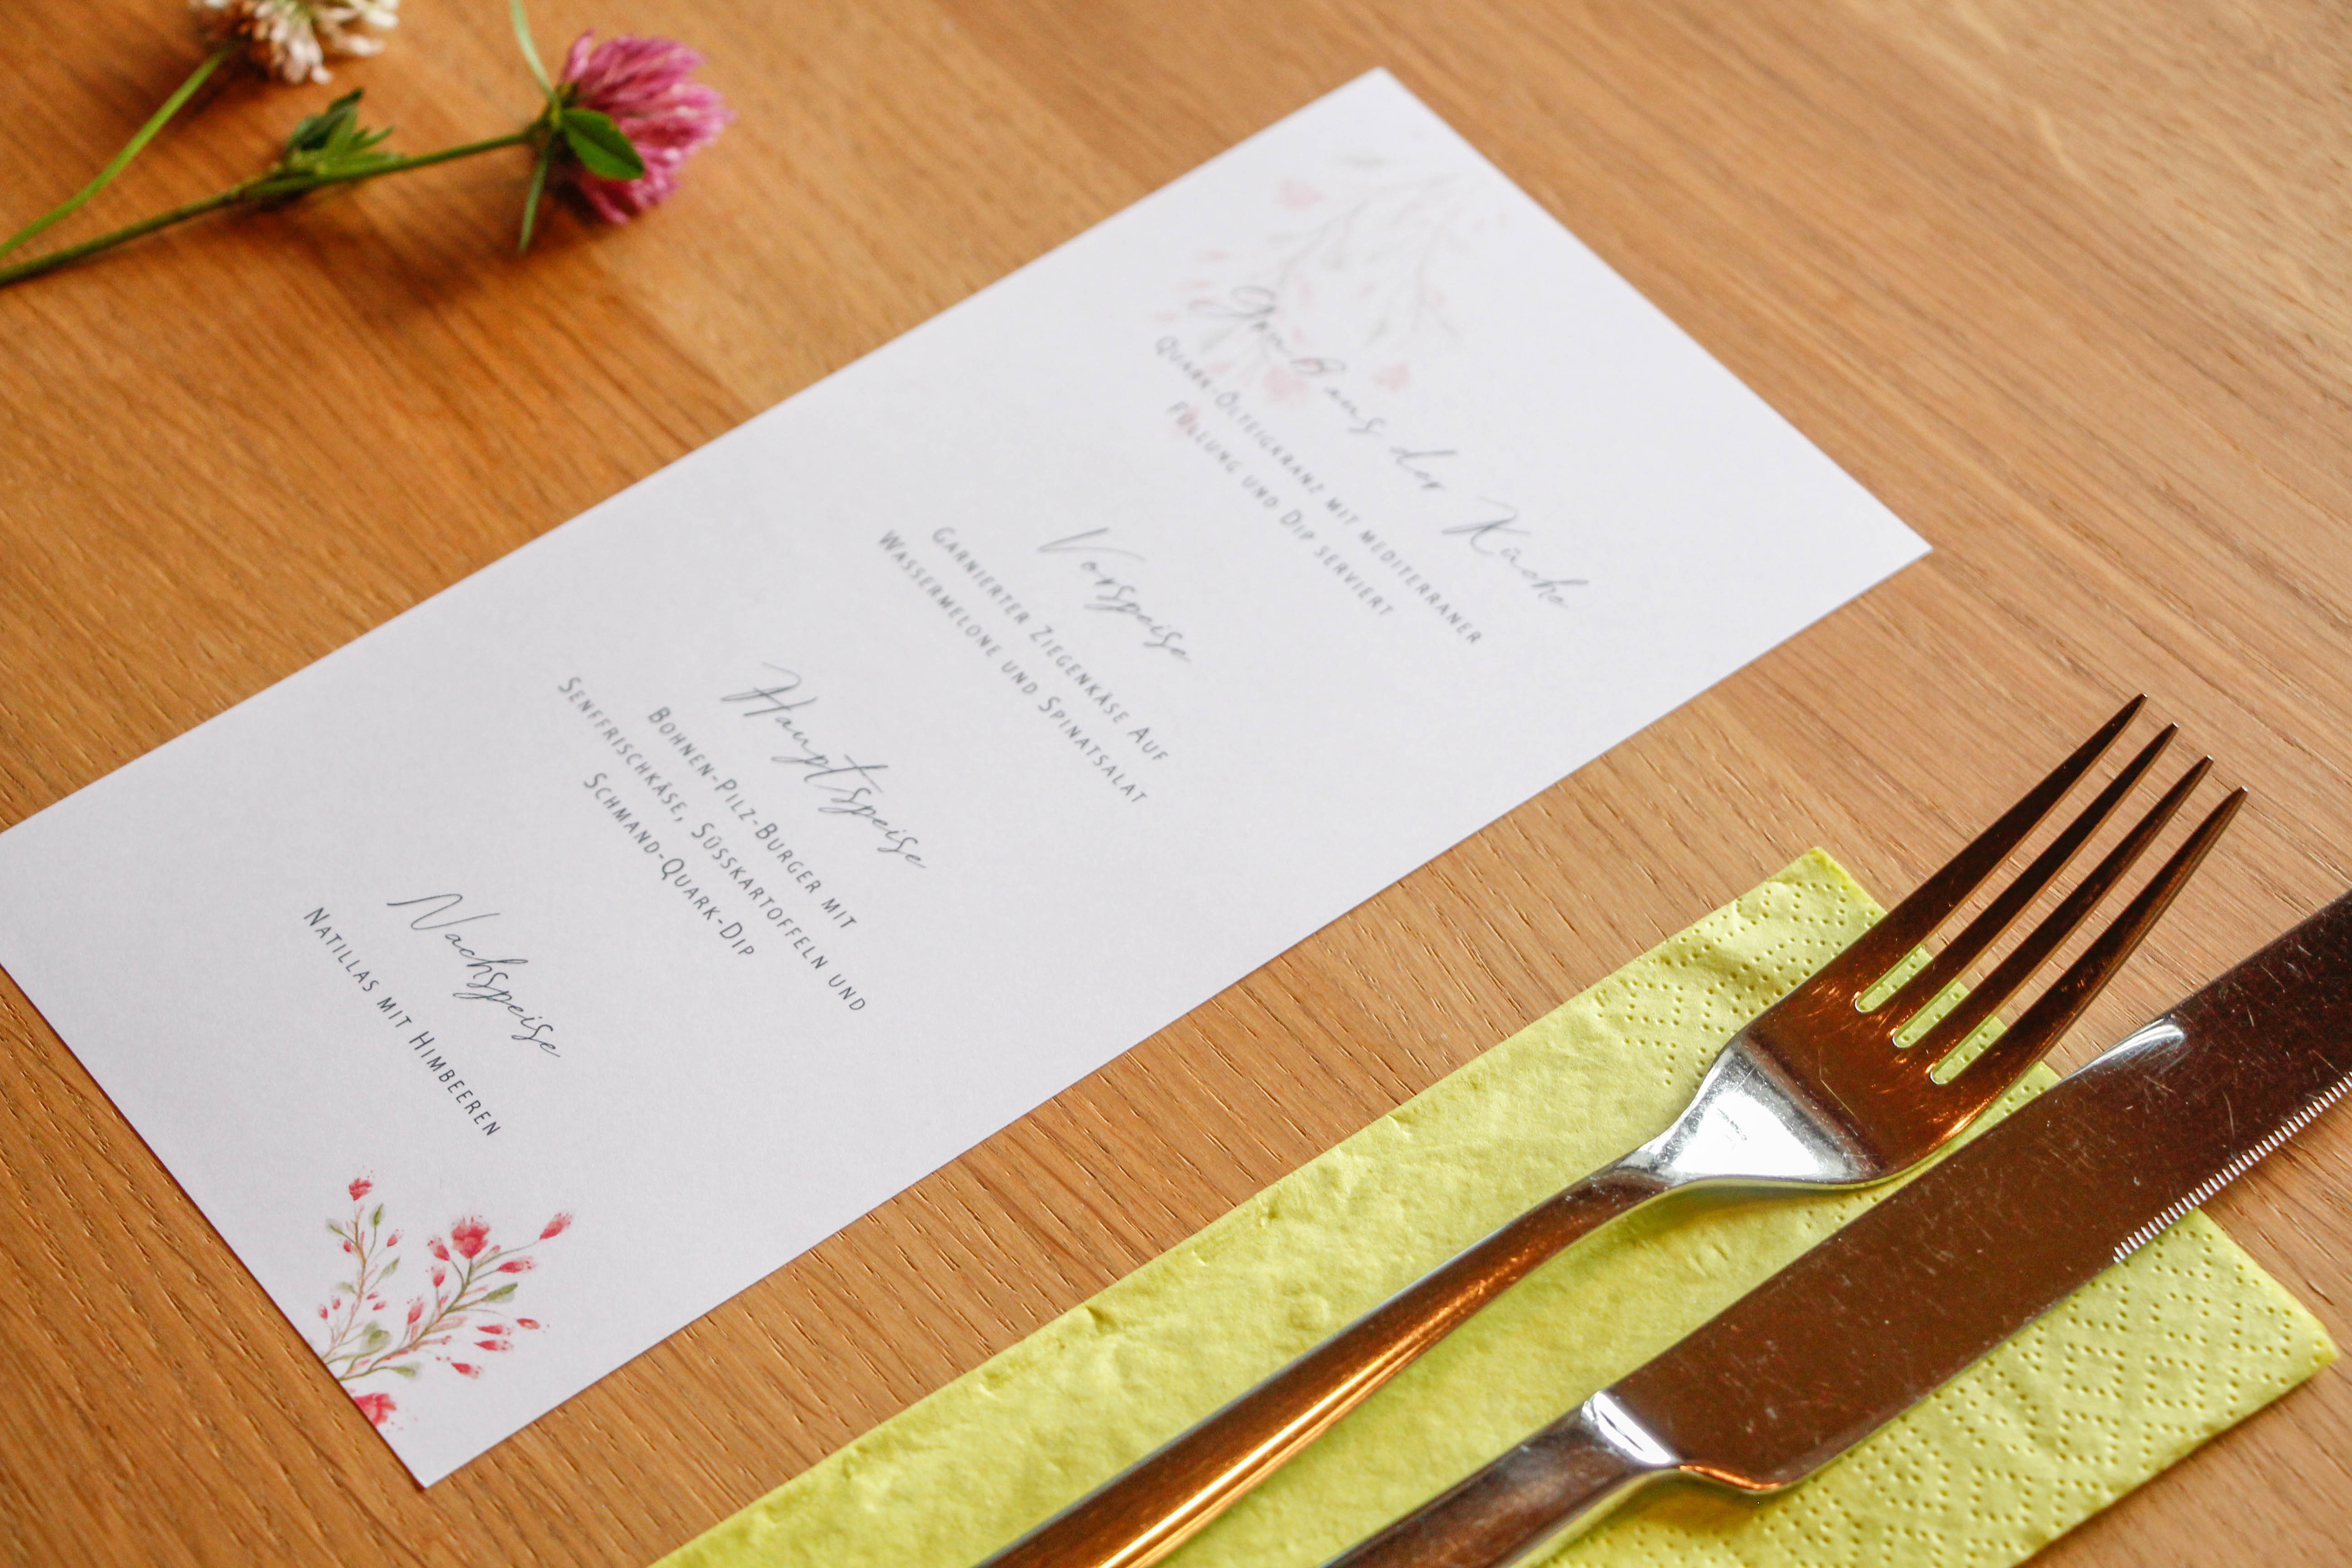 Gruß aus der Küche
Quark-Ölteigkranz mit mediterraner
Füllung und Dip serviert
Vorspeise
Garnierter Ziegenkäse Auf
Wassermelone und Spinatsalat
Hauptspeise
Bohnen-Pilz-Burger mit
Senffrischkäse, Süsskartoffeln und
Schmand-Quark-Dip
Nachspeise
Natillas mit Himbeeren